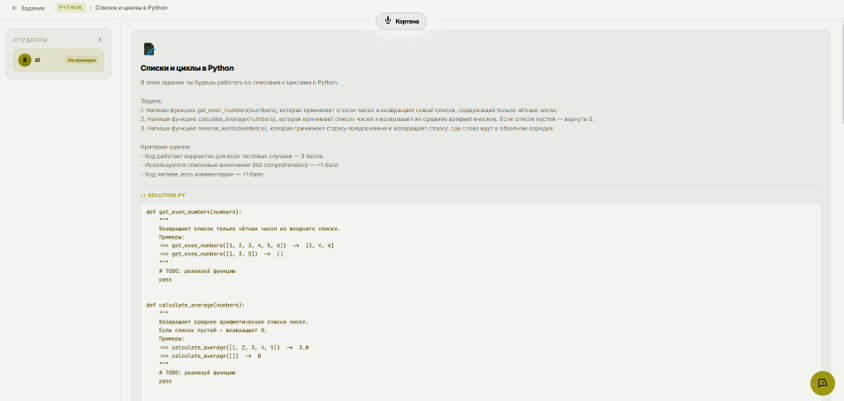 ← Задания PYTHON / Списки и циклы в Python
Кортана
СТУДЕНТЫ 1
S st На проверке
Списки и циклы в Python
В этом задании ты будешь работать со списками и циклами в Python.
Задача:
1. Напиши функцию get_even_numbers(numbers), которая принимает список чисел и возвращает новый список, содержащий только чётные числа.
2. Напиши функцию calculate_average(numbers), которая принимает список чисел и возвращает их среднее арифметическое. Если список пустой — вернуть 0.
3. Напиши функцию reverse_words(sentence), которая принимает строку-предложение и возвращает строку, где слова идут в обратном порядке.
Критерии оценки:
- Код работает корректно для всех тестовых случаев — 3 балла
- Используются списковые включения (list comprehension) — +1 балл
- Код читаем, есть комментарии — +1 балл
SOLUTION.PY
def get_even_numbers(numbers):
"""
Возвращает список только чётных чисел из входного списка.
Примеры:
>>> get_even_numbers([1, 2, 3, 4, 5, 6]) -> [2, 4, 6]
>>> get_even_numbers([1, 3, 5]) -> []
"""
# TODO: реализуй функцию
pass
def calculate_average(numbers):
"""
Возвращает среднее арифметическое списка чисел.
Если список пустой — возвращает 0.
Примеры:
>>> calculate_average([1, 2, 3, 4, 5]) -> 3.0
>>> calculate_average([]) -> 0
"""
# TODO: реализуй функцию
pass